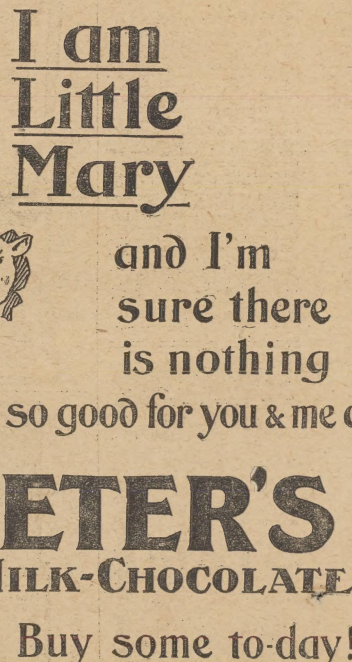 I am
Little
Mary
and I'm
sure there
is nothing
so good for you & me
ETER'S
MILK-CHOCOLATE
Buy some to-day!